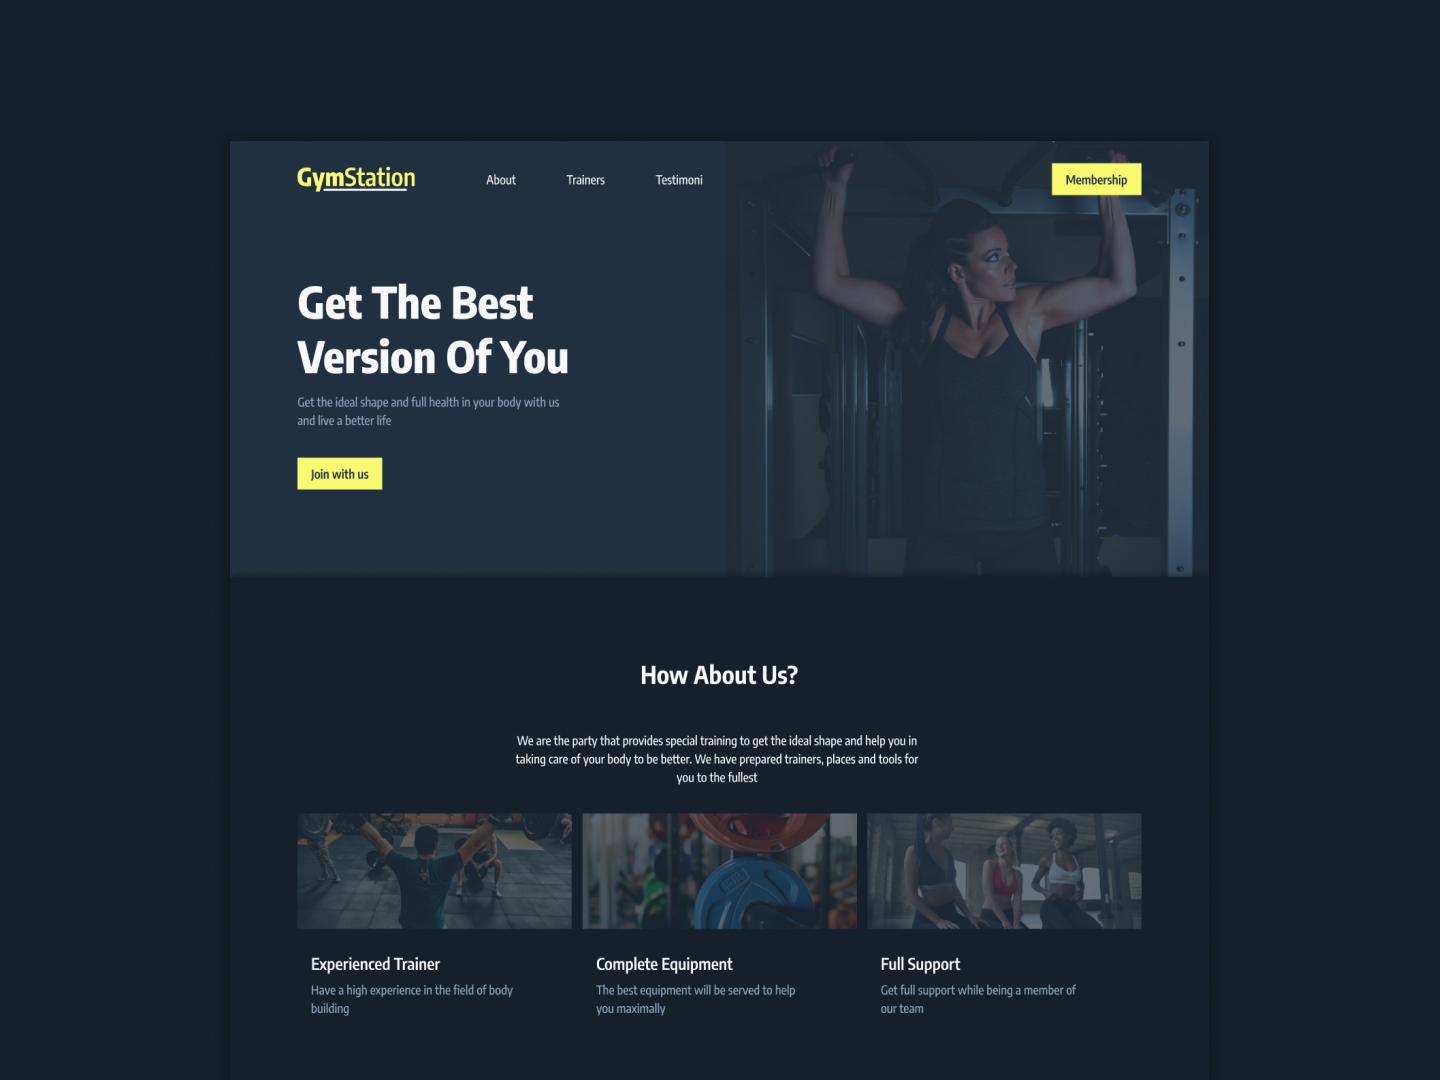 GymStation
About
Trainers
Testimoni
Membership
Get The Best
Version Of You
Get the ideal shape and full health in your body with us
and live a better life
Join with us
How About Us?
We are the party that provides special training to get the ideal shape and help you in
taking care of your body to be better. We have prepared trainers, places and tools for
you to the fullest
Experienced Trainer
Have a high experience in the field of body
building
Complete Equipment
The best equipment will be served to help
you maximally
Full Support
Get full support while being a member of
our team